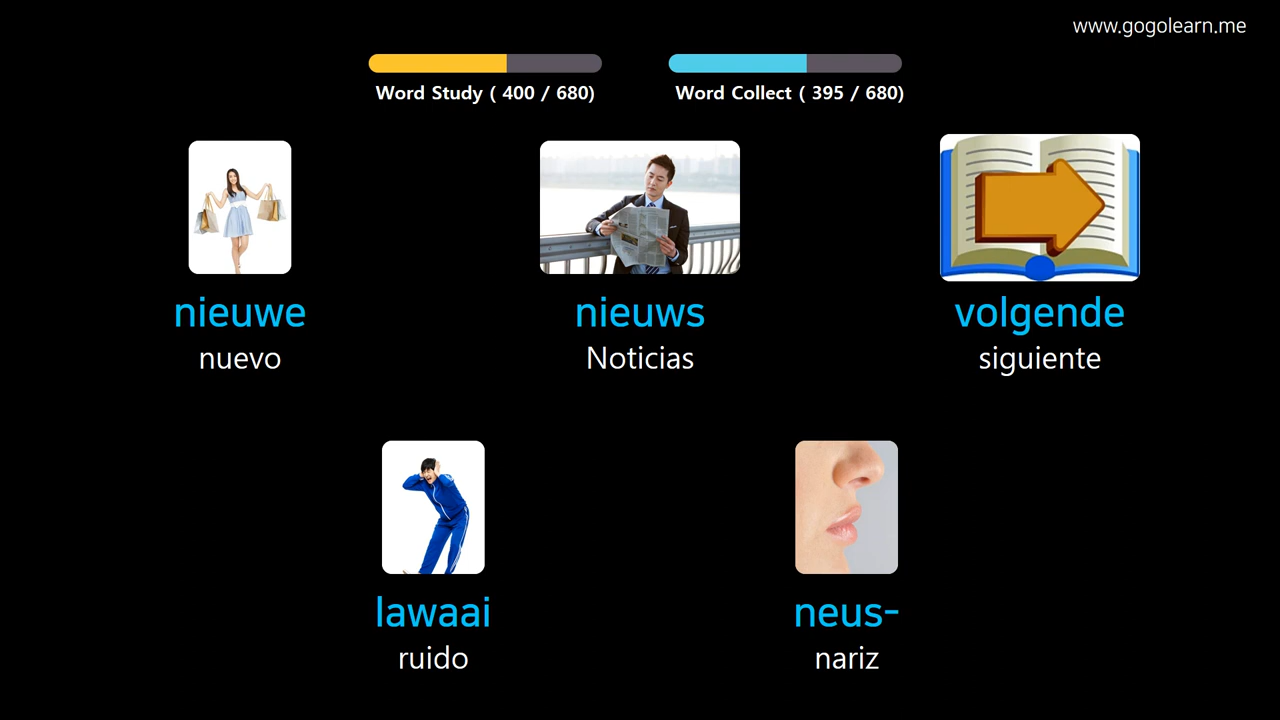 www.gogolearn.me
Word Study ( 400 / 680)
Word Collect ( 395 / 680)
nieuwe
nuevo
nieuws
Noticias
volgende
siguiente
lawaai
ruido
neus-
nariz